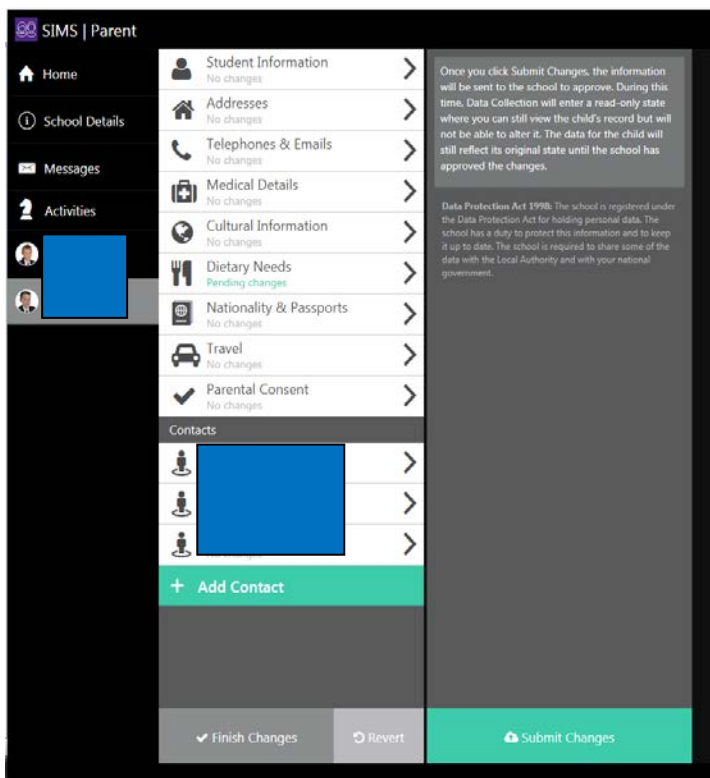 SIMS | Parent
Home
School Details
Messages
Activities
Student Information
No changes
Addresses
No changes
Telephones & Emails
No changes
Medical Details
No changes
Cultural Information
No changes
Dietary Needs
Pending changes
Nationality & Passports
No changes
Travel
No changes
Parental Consent
No changes
Contacts
+ Add Contact
Finish Changes
Revert
Once you click Submit Changes, the information
will be sent to the school to approve. During this
time, Data Collection will enter a read-only state
where you can still view the child's record but will
not be able to alter it. The data for the child will
still reflect its original state until the school has
approved the changes.
Data Protection Act 1998: The school is registered under
the Data Protection Act for holding personal data. The
school has a duty to protect this information and to keep
it up to date. The school is required to share some of the
data with the Local Authority and with your national
government.
Submit Changes